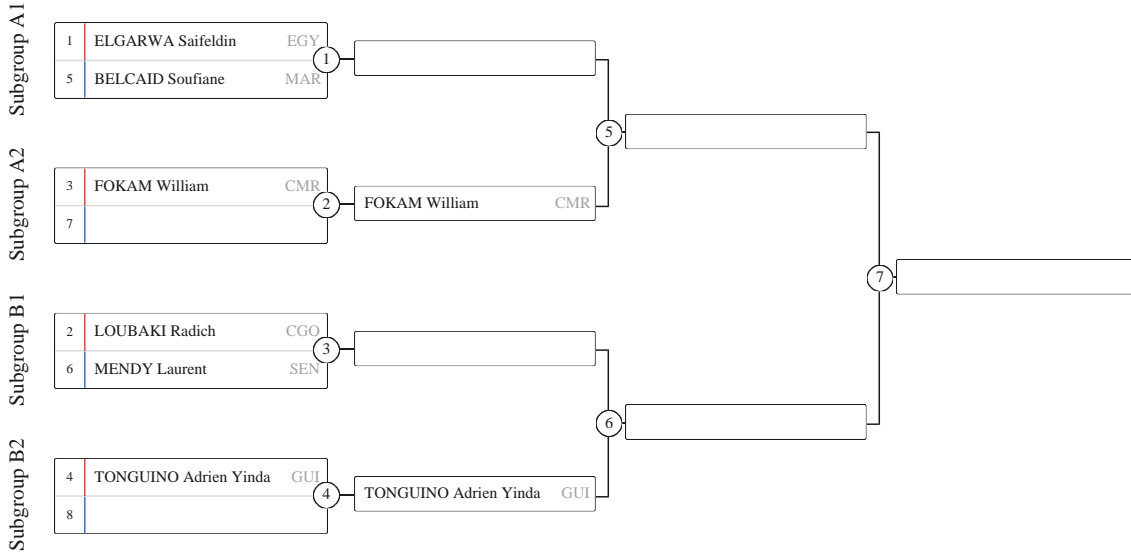 Subgroup A1
1 ELGARWA Saifeldin EGY
5 BELCAID Soufiane MAR
1
5
Subgroup A2
3 FOKAM William CMR
7
2
FOKAM William CMR
7
Subgroup B1
2 LOUBAKI Radich CGO
6 MENDY Laurent SEN
3
6
Subgroup B2
4 TONGUINO Adrien Yinda GUI
8
4
TONGUINO Adrien Yinda GUI